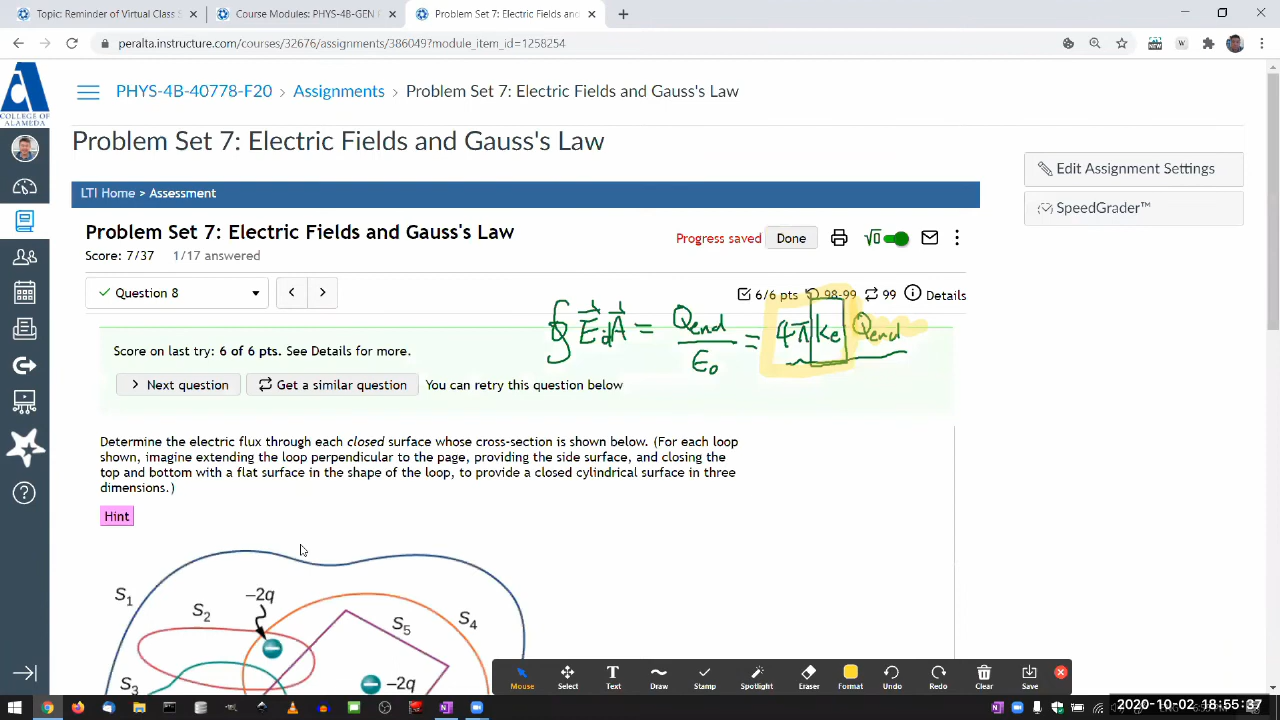 Topic: Reminder of Virtual Class S
Course Modules: PHYS-4B-GEN
Problem Set 7: Electric Fields and
peralta.instructure.com/courses/32676/assignments/386049?module_item_id=1258254
NEW
COLLEGE OF
ALAMEDA
PHYS-4B-40778-F20 › Assignments › Problem Set 7: Electric Fields and Gauss's Law
Problem Set 7: Electric Fields and Gauss's Law
Edit Assignment Settings
SpeedGrader™
LTI Home > Assessment
Problem Set 7: Electric Fields and Gauss's Law
Progress saved Done √0
Score: 7/37 1/17 answered
✓ Question 8
6/6 pts 98-99 99 Details
∮ E⃗ · dA⃗ = Qencl / ε₀ = 4π ke Qencl
Score on last try: 6 of 6 pts. See Details for more.
Next question Get a similar question You can retry this question below
Determine the electric flux through each closed surface whose cross-section is shown below. (For each loop
shown, imagine extending the loop perpendicular to the page, providing the side surface, and closing the
top and bottom with a flat surface in the shape of the loop, to provide a closed cylindrical surface in three
dimensions.)
Hint
S1
S2
−2q
S5
S4
S3
−2q
Mouse Select Text Draw Stamp Spotlight Eraser Format Undo Redo Clear Save
2020-10-02 18:55:37